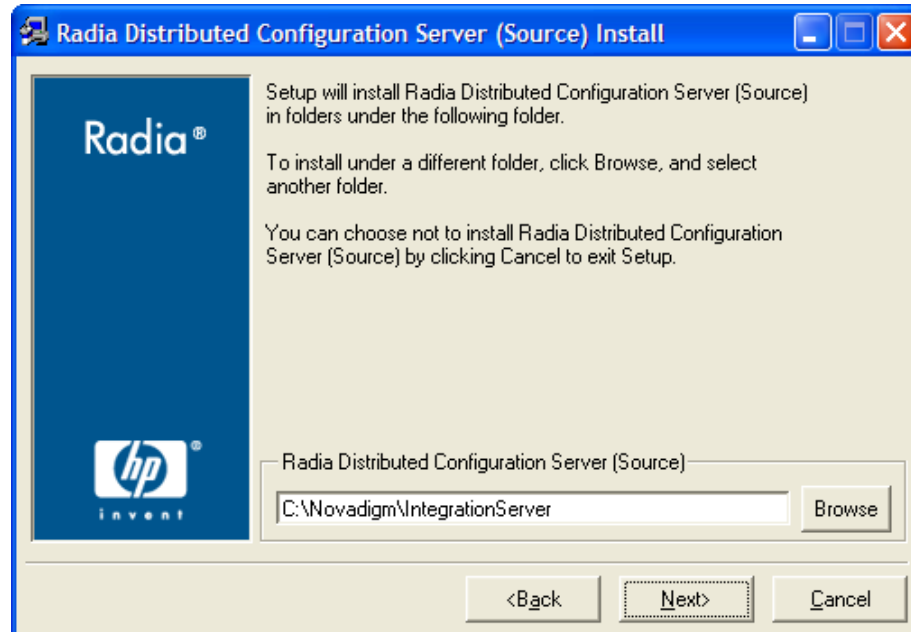 Radia Distributed Configuration Server (Source) Install
Radia®
Setup will install Radia Distributed Configuration Server (Source)
in folders under the following folder.
To install under a different folder, click Browse, and select
another folder.
You can choose not to install Radia Distributed Configuration
Server (Source) by clicking Cancel to exit Setup.
hp®
invent
Radia Distributed Configuration Server (Source)
C:\Novadigm\IntegrationServer
Browse
<Back
Next>
Cancel